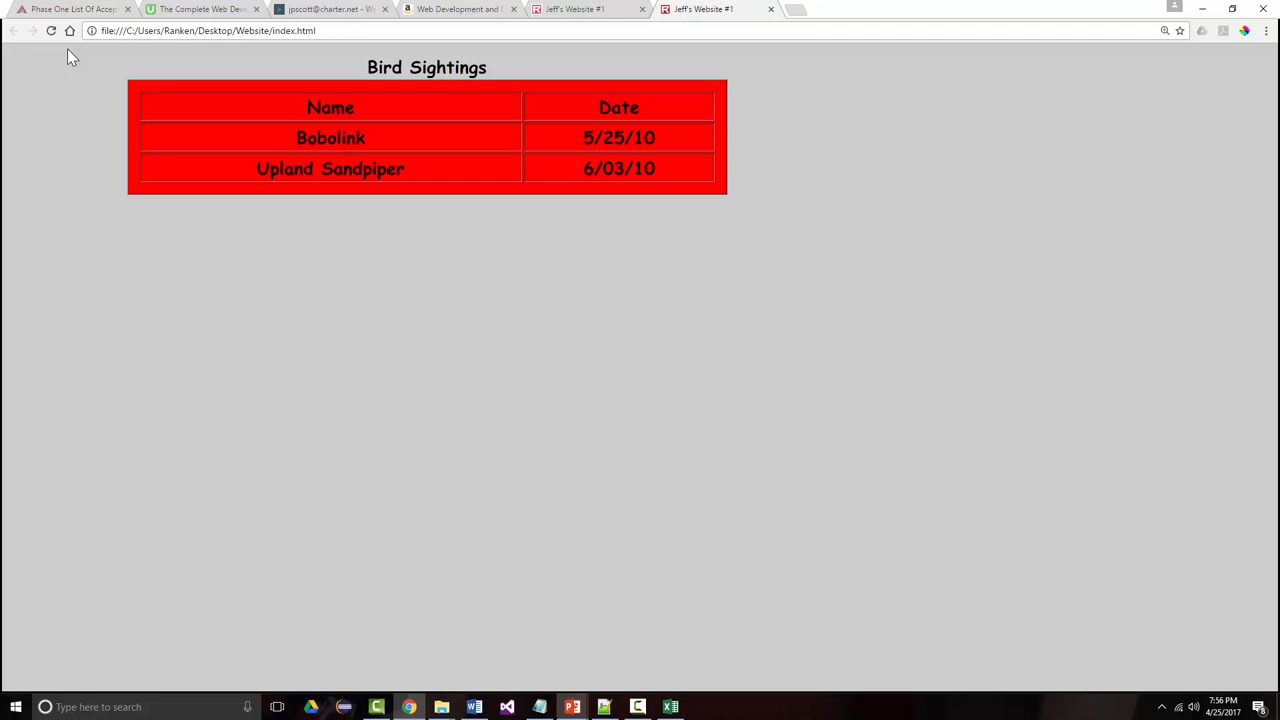 Phase One List Of Accep
The Complete Web Deve
jpscott@charter.net - We
Web Development and D
Jeff's Website #1
Jeff's Website #1
file:///C:/Users/Ranken/Desktop/Website/index.html
Bird Sightings
Name Date
Bobolink 5/25/10
Upland Sandpiper 6/03/10
Type here to search
7:56 PM
4/25/2017